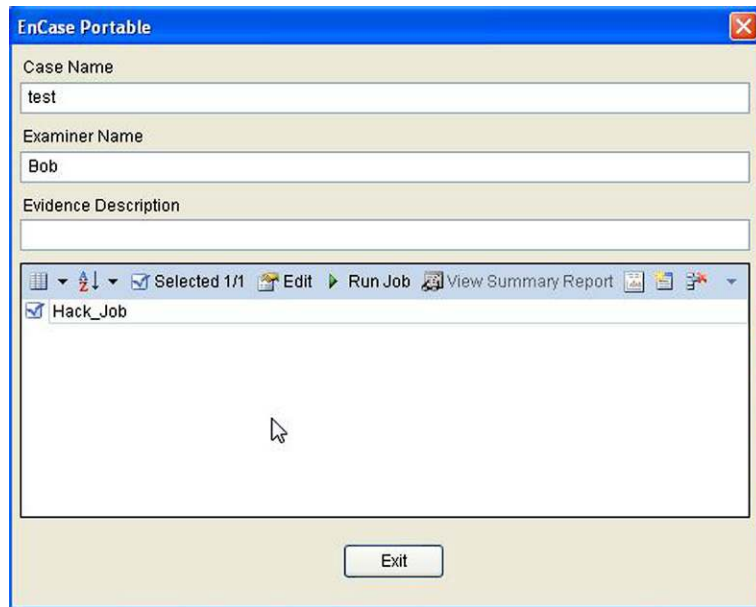 EnCase Portable
Case Name
test
Examiner Name
Bob
Evidence Description
Selected 1/1 Edit Run Job View Summary Report
Hack_Job
Exit